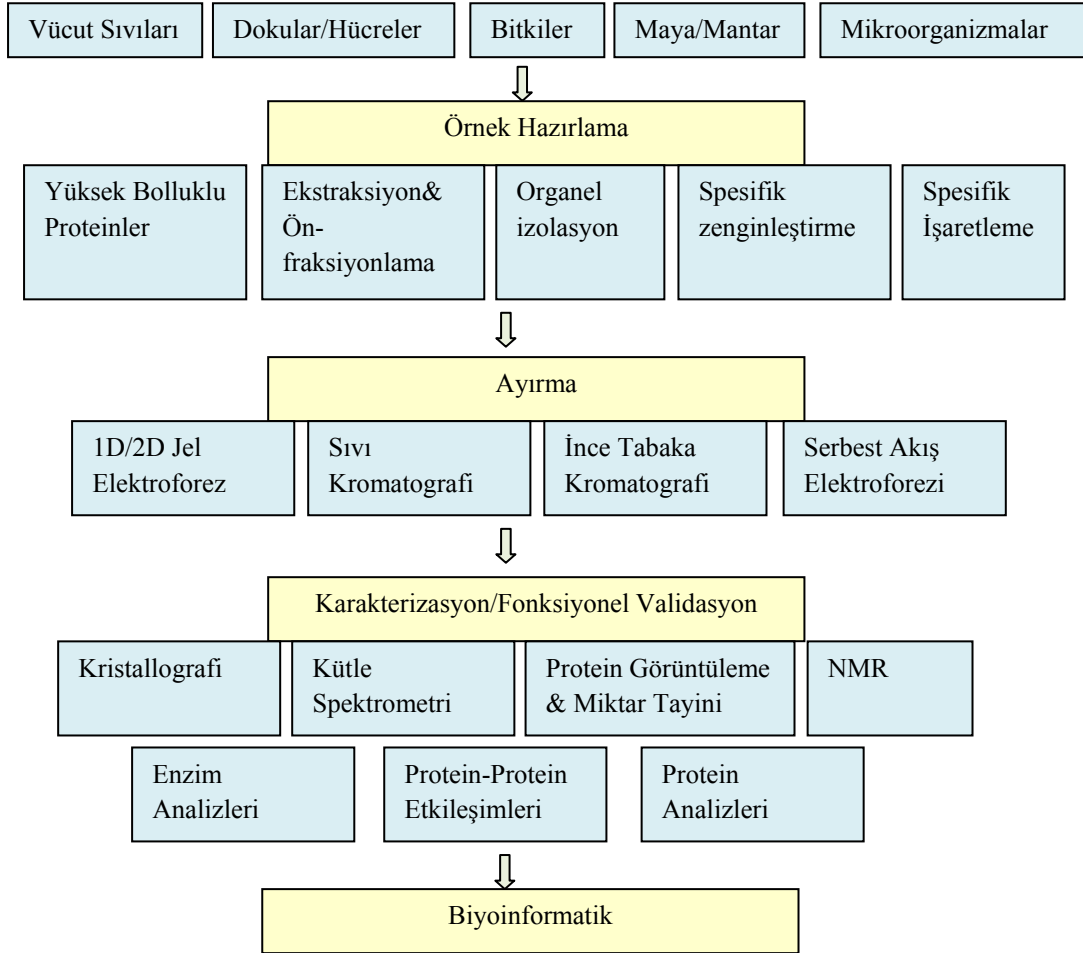 Vücut Sıvıları
Dokular/Hücreler
Bitkiler
Maya/Mantar
Mikroorganizmalar
Örnek Hazırlama
Yüksek Bolluklu
Proteinler
Ekstraksiyon&
Ön-
fraksiyonlama
Organel
izolasyon
Spesifik
zenginleştirme
Spesifik
İşaretleme
Ayırma
1D/2D Jel
Elektroforez
Sıvı
Kromatografi
İnce Tabaka
Kromatografi
Serbest Akış
Elektroforezi
Karakterizasyon/Fonksiyonel Validasyon
Kristallografi
Kütle
Spektrometri
Protein Görüntüleme
& Miktar Tayini
NMR
Enzim
Analizleri
Protein-Protein
Etkileşimleri
Protein
Analizleri
Biyoinformatik